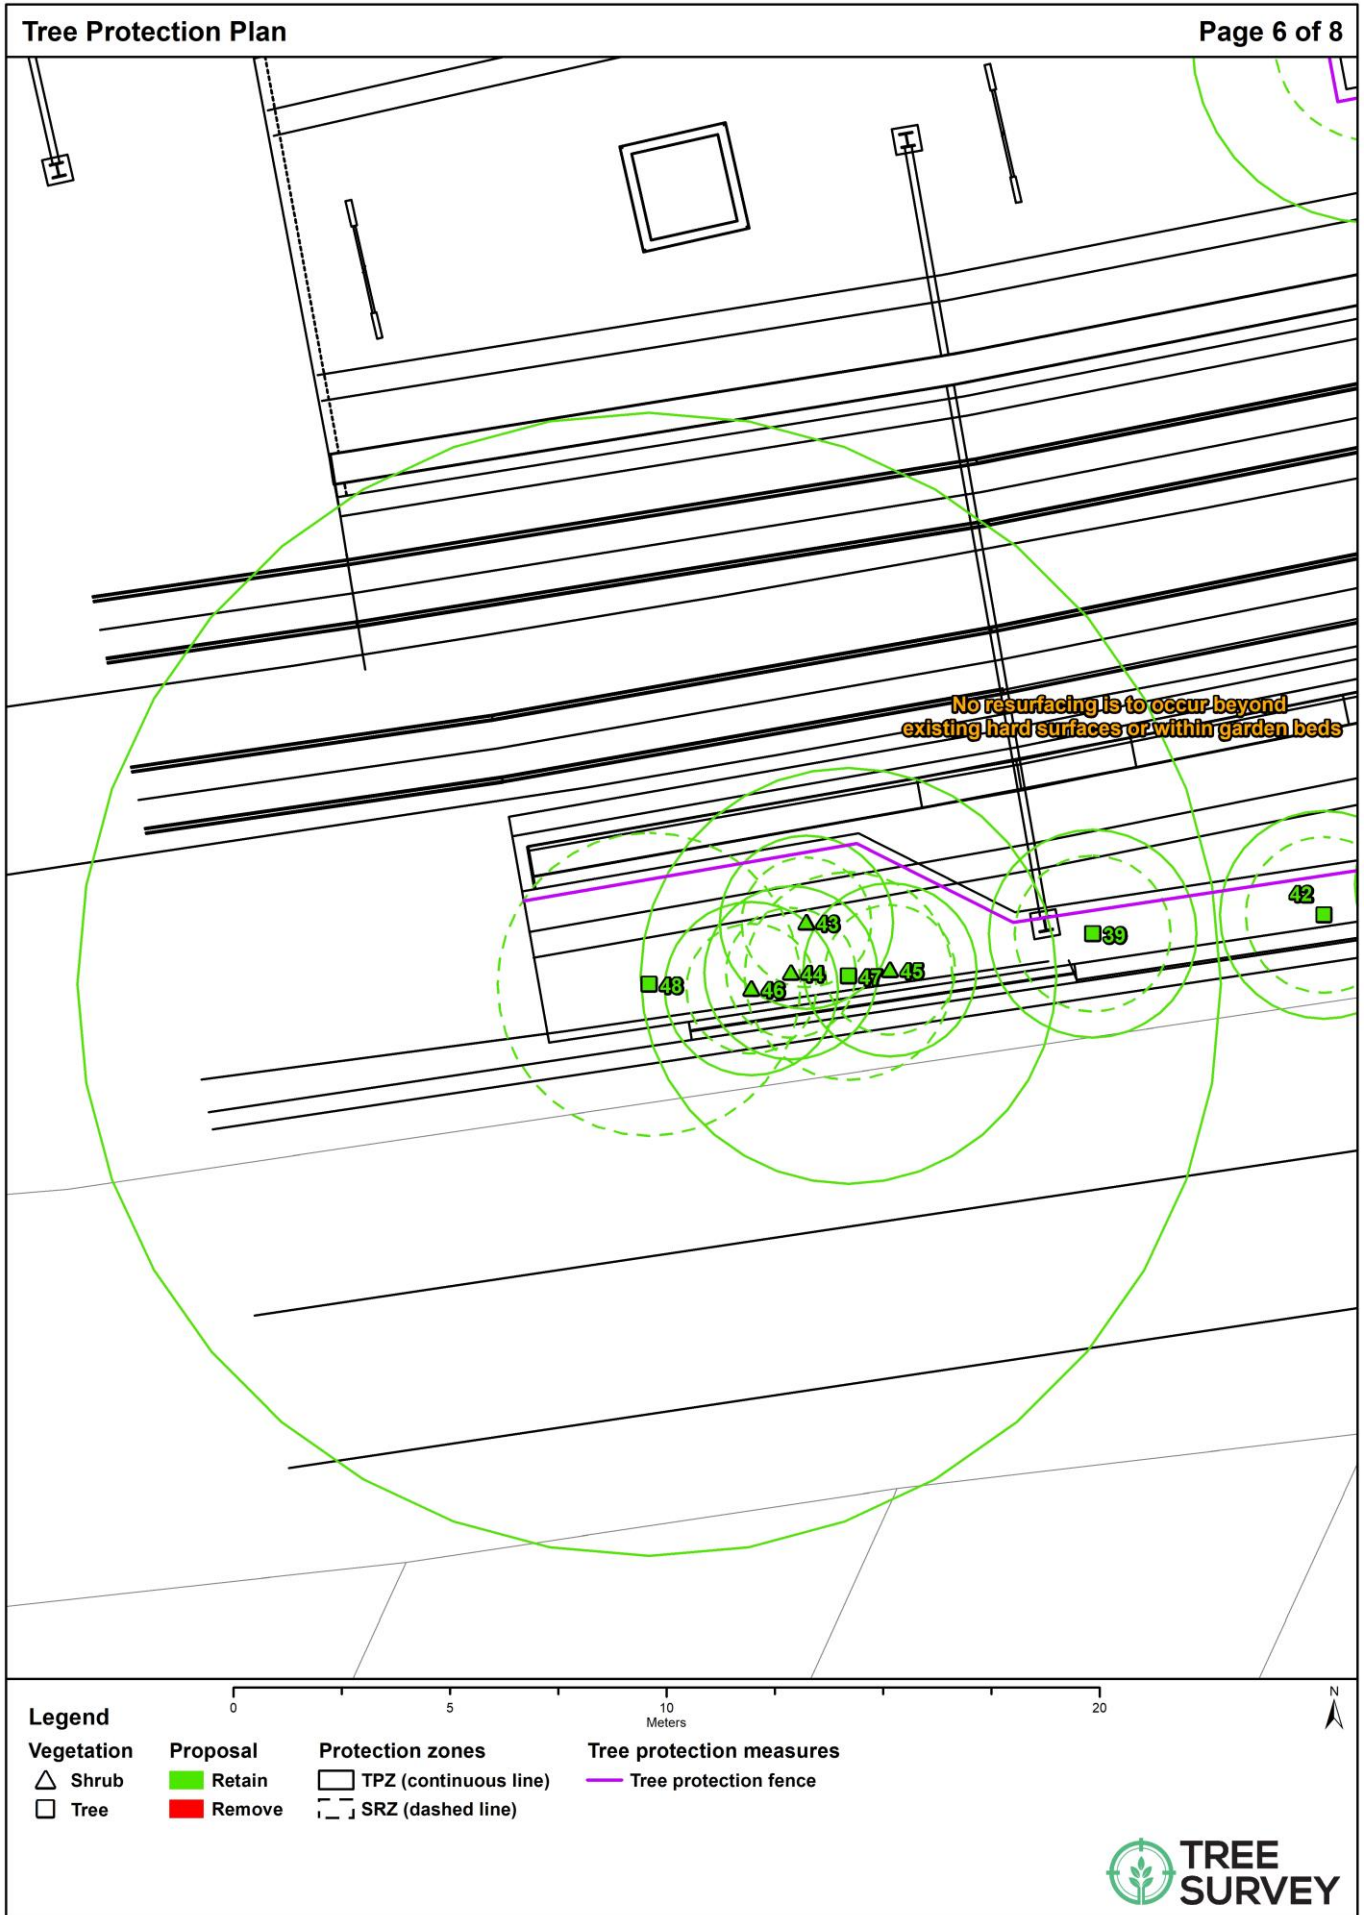 Tree Protection Plan
Page 6 of 8
No resurfacing is to occur beyond
existing hard surfaces or within garden beds
42
43
39
44
47
45
48
46
0
5
10
20
Meters
N
Legend
Vegetation
Proposal
Protection zones
Tree protection measures
Shrub
Retain
TPZ (continuous line)
Tree protection fence
Tree
Remove
SRZ (dashed line)
TREE
SURVEY